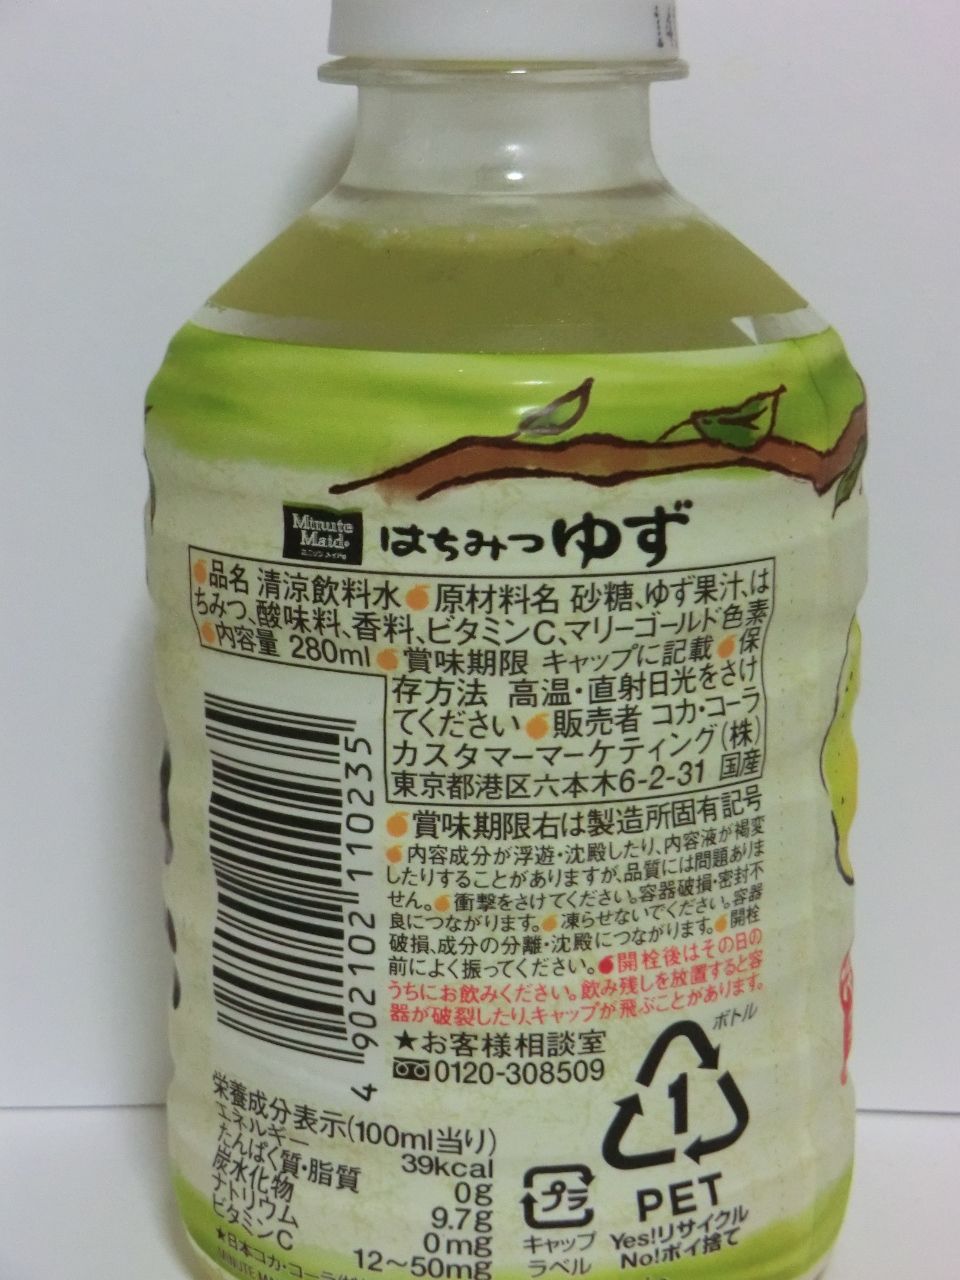 Minute
Maid
ミニッツ メイド
はちみつゆず
品名 清涼飲料水 原材料名 砂糖、ゆず果汁、は
ちみつ、酸味料、香料、ビタミンC、マリーゴールド色素
内容量 280ml 賞味期限 キャップに記載 保
存方法 高温・直射日光をさけ
てください 販売者 コカ・コーラ
カスタマーマーケティング(株)
東京都港区六本木6-2-31 国産
賞味期限右は製造所固有記号
内容成分が浮遊・沈殿したり、内容液が褐変
したりすることがありますが、品質には問題ありま
せん。衝撃をさけてください。容器破損・密封不
良につながります。凍らせないでください。容器
破損、成分の分離・沈殿につながります。開栓
前によく振ってください。開栓後はその日の
うちにお飲みください。飲み残しを放置すると容
器が破裂したり、キャップが飛ぶことがあります。
★お客様相談室
0120-308509
4 902102 110235
栄養成分表示(100ml当り)
エネルギー 39kcal
たんぱく質・脂質 0g
炭水化物 9.7g
ナトリウム 0mg
ビタミンC 12~50mg
★日本コカ・コーラ
MINUTE MA
ボトル
1
PET
プラ
キャップ
ラベル
Yes!リサイクル
No!ポイ捨て